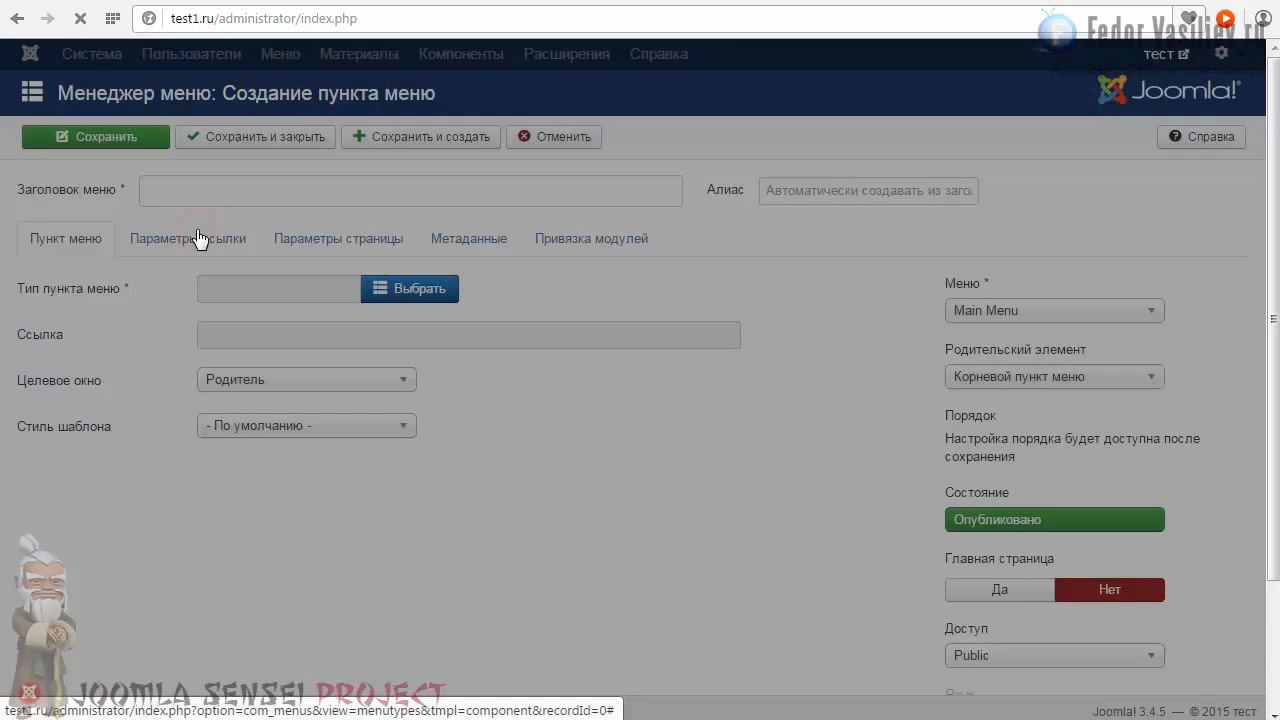 test1.ru/administrator/index.php
Fedor Vasiliev.ru
Система Пользователи Меню Материалы Компоненты Расширения Справка тест
Менеджер меню: Создание пункта меню
Joomla!
Сохранить Сохранить и закрыть Сохранить и создать Отменить Справка
Заголовок меню * Алиас Автоматически создавать из заго
Пункт меню Параметры ссылки Параметры страницы Метаданные Привязка модулей
Тип пункта меню * Выбрать
Ссылка
Целевое окно Родитель
Стиль шаблона - По умолчанию -
Меню *
Main Menu
Родительский элемент
Корневой пункт меню
Порядок
Настройка порядка будет доступна после
сохранения
Состояние
Опубликовано
Главная страница
Да Нет
Доступ
Public
Язык
JOOMLA SENSEI PROJECT
test1.ru/administrator/index.php?option=com_menus&view=menutypes&tmpl=component&recordId=0#
Joomla! 3.4.5 — © 2015 тест